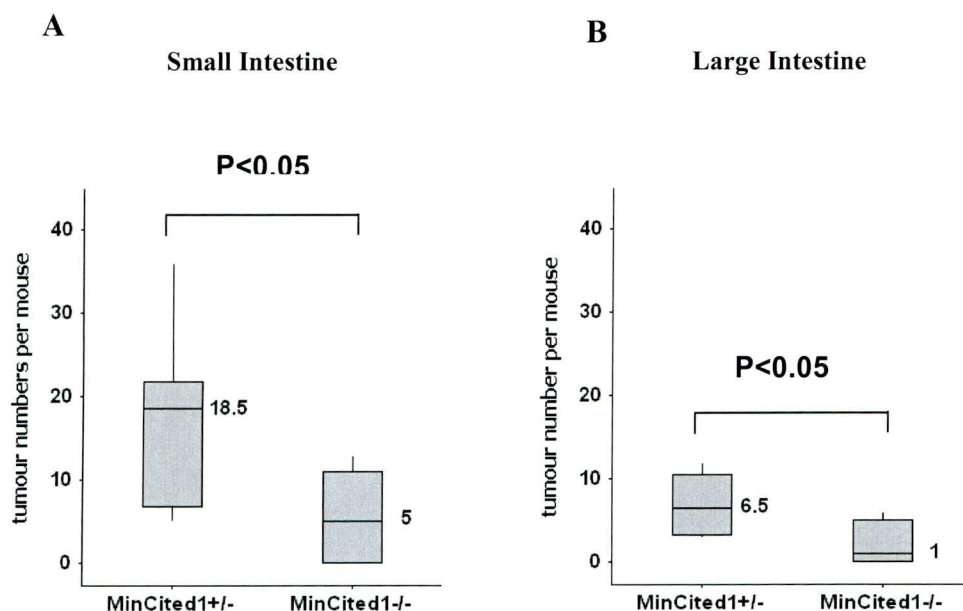 A
Small Intestine
P<0.05
tumour numbers per mouse
40
30
20
10
0
18.5
5
MinCited1+/-
MinCited1-/-
B
Large Intestine
P<0.05
tumour number per mouse
40
30
20
10
0
6.5
1
MinCited1+/-
MinCited1-/-